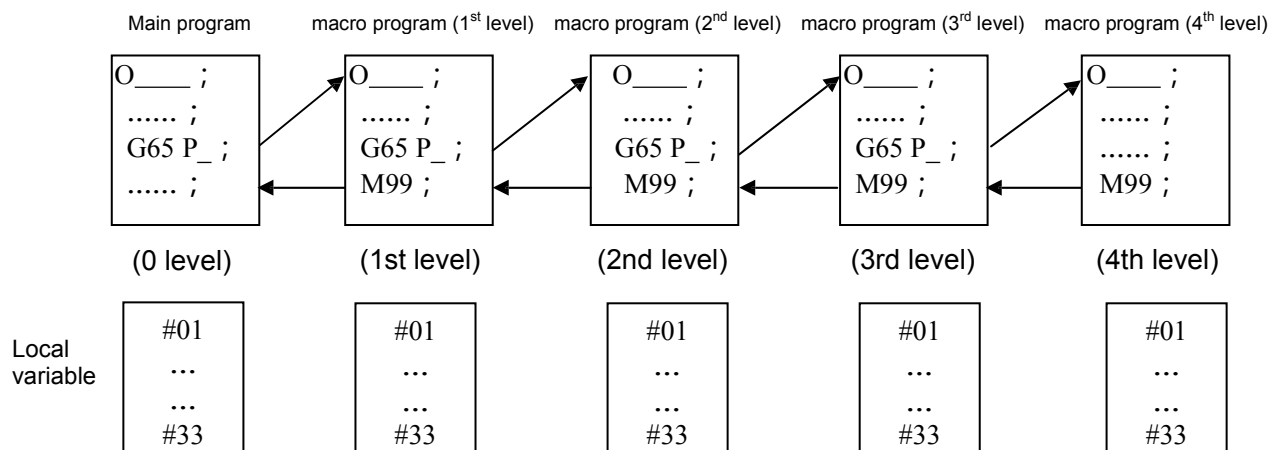 Main program macro program (1st level) macro program (2nd level) macro program (3rd level) macro program (4th level)
O____ ; O____ ; O____ ; O____ ; O____ ;
...... ; ...... ; ...... ; ...... ; ...... ;
G65 P_ ; G65 P_ ; G65 P_ ; G65 P_ ; ...... ;
...... ; M99 ; M99 ; M99 ; M99 ;
(0 level) (1st level) (2nd level) (3rd level) (4th level)
#01 #01 #01 #01 #01
Local
variable
... ... ... ... ...
... ... ... ... ...
#33 #33 #33 #33 #33